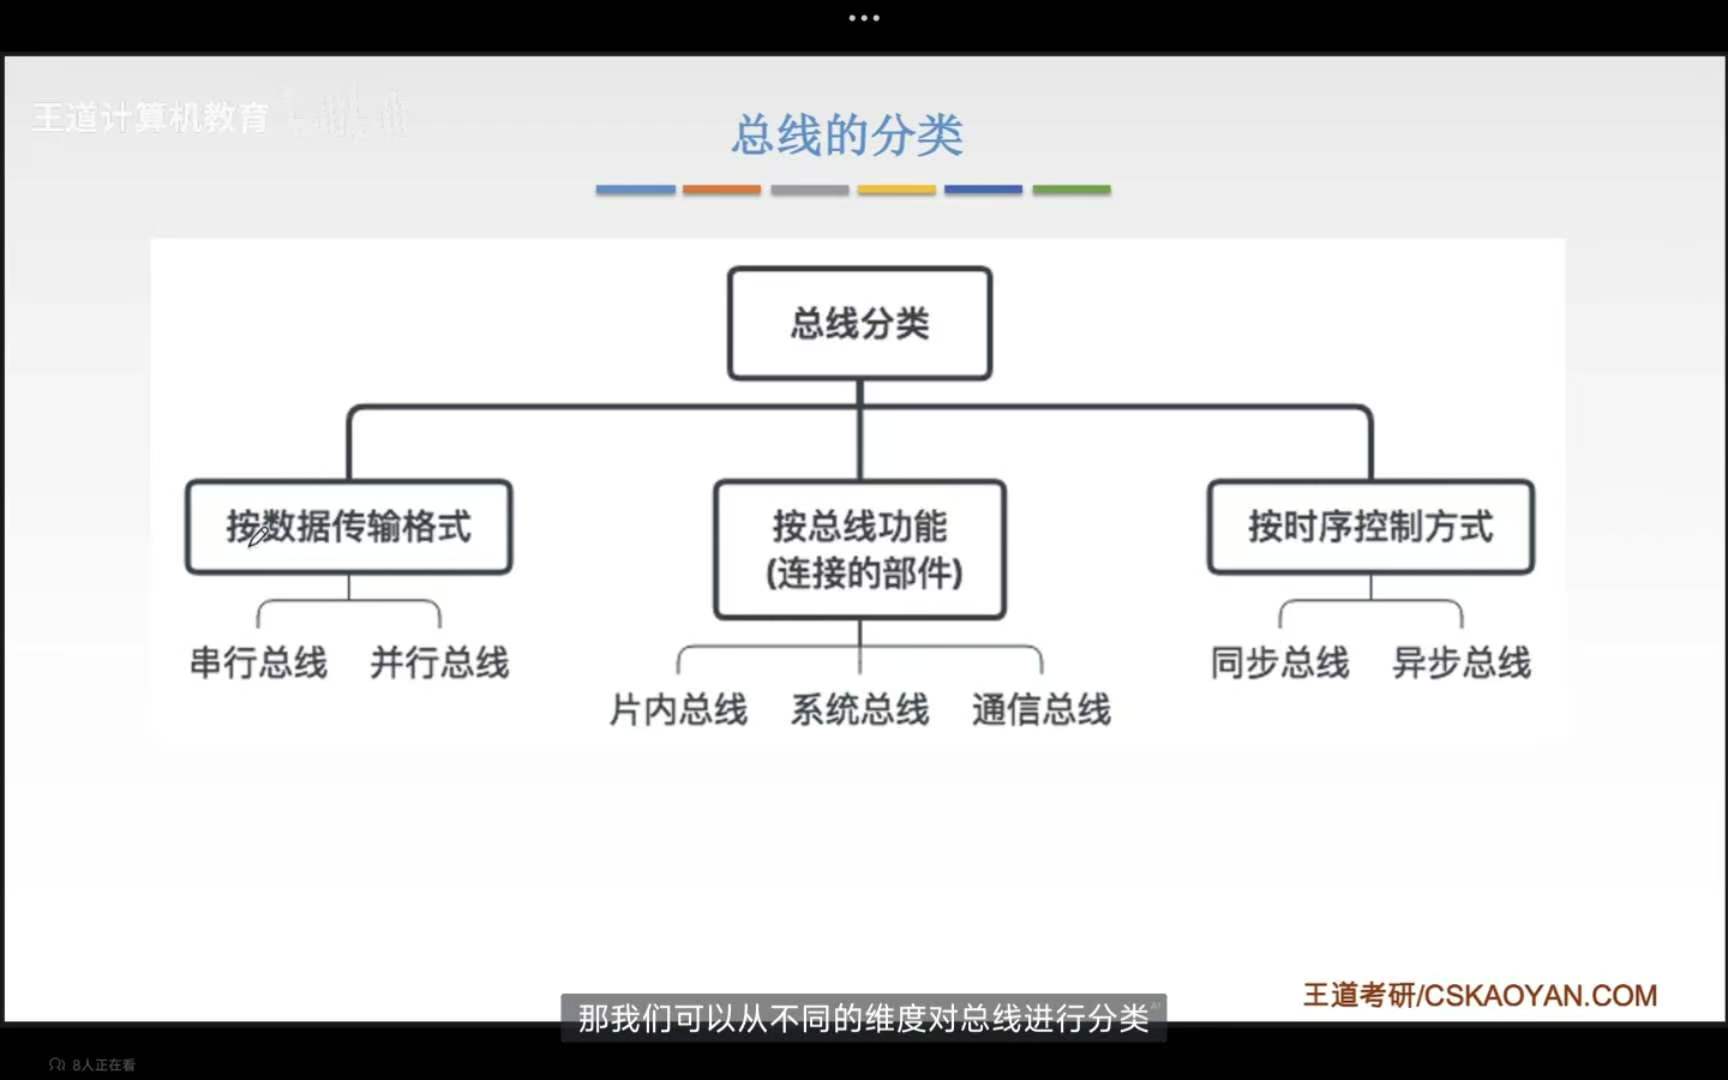 王道计算机教育
总线的分类
总线分类
按数据传输格式
按总线功能
(连接的部件)
按时序控制方式
串行总线
并行总线
片内总线
系统总线
通信总线
同步总线
异步总线
王道考研/CSKAOYAN.COM
那我们可以从不同的维度对总线进行分类
AI
8人正在看